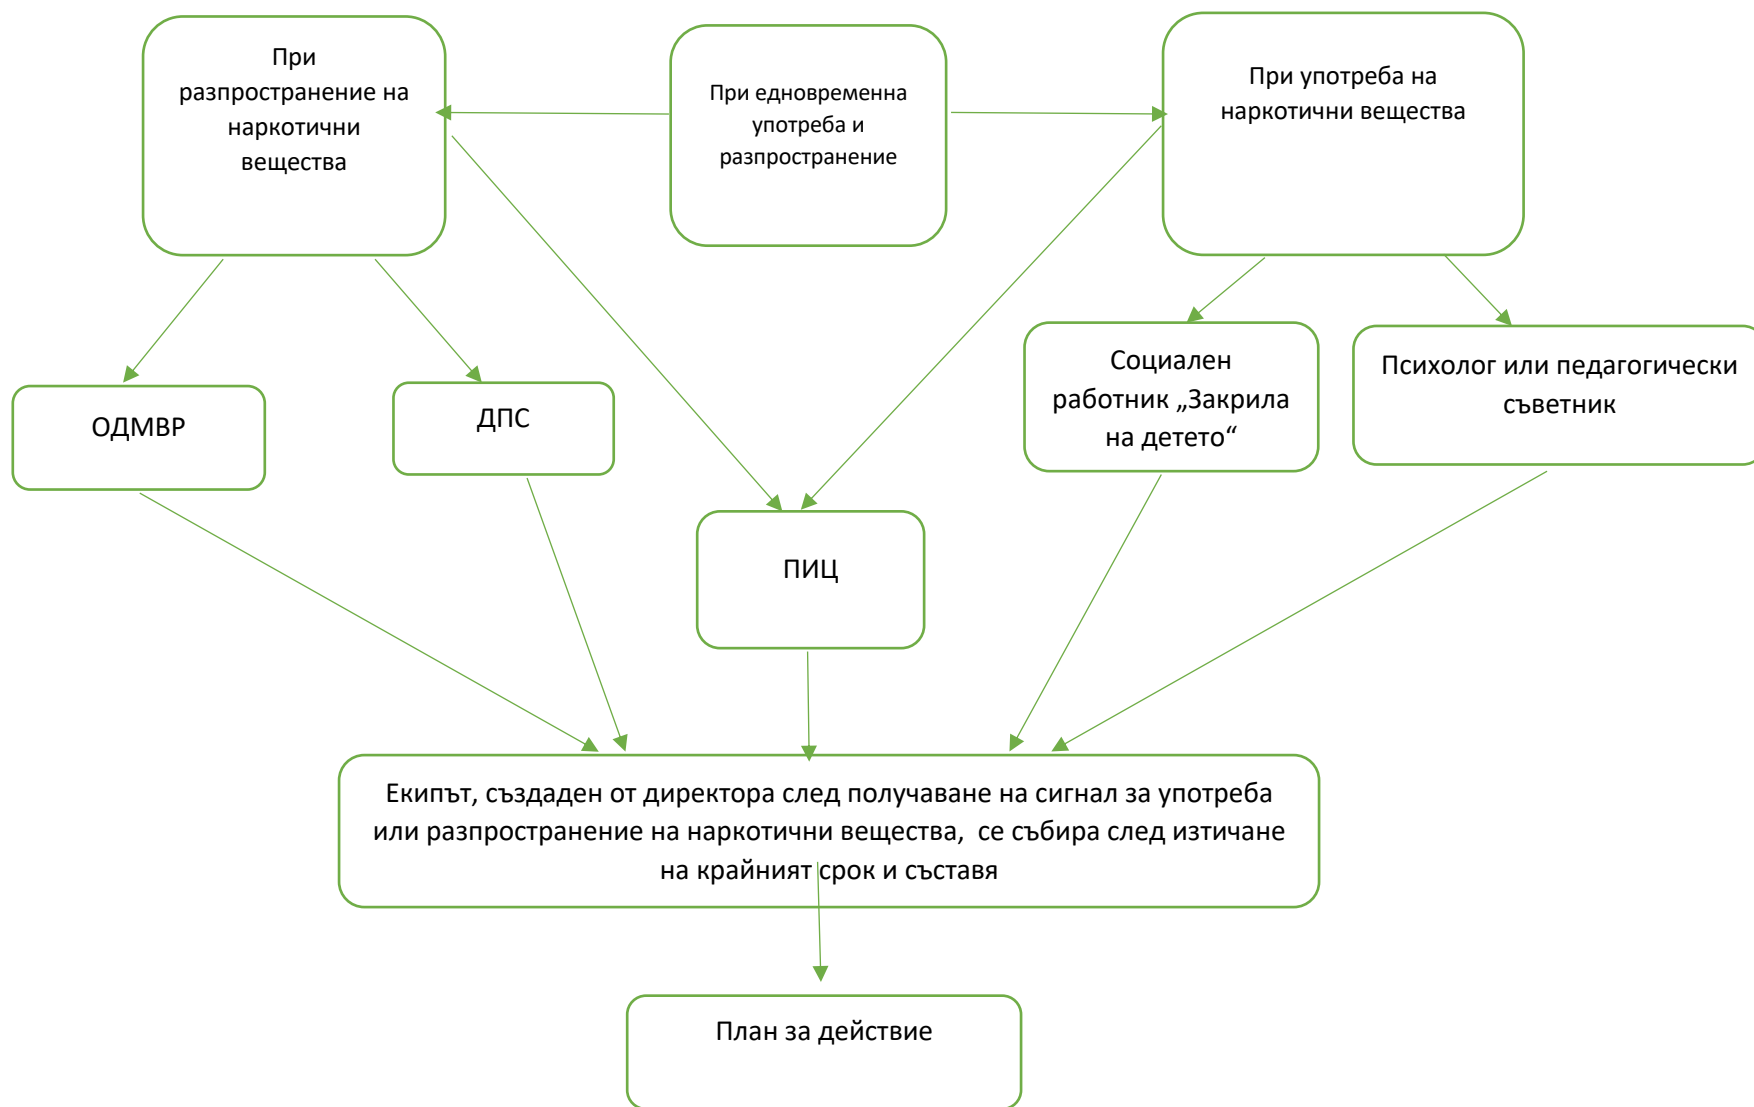 При
разпространение на
наркотични
вещества
При едновременна
употреба и
разпространение
При употреба на
наркотични вещества
ОДМВР
ДПС
Социален
работник „Закрила
на детето“
Психолог или педагогически
съветник
ПИЦ
Екипът, създаден от директора след получаване на сигнал за употреба
или разпространение на наркотични вещества, се събира след изтичане
на крайният срок и съставя
План за действие